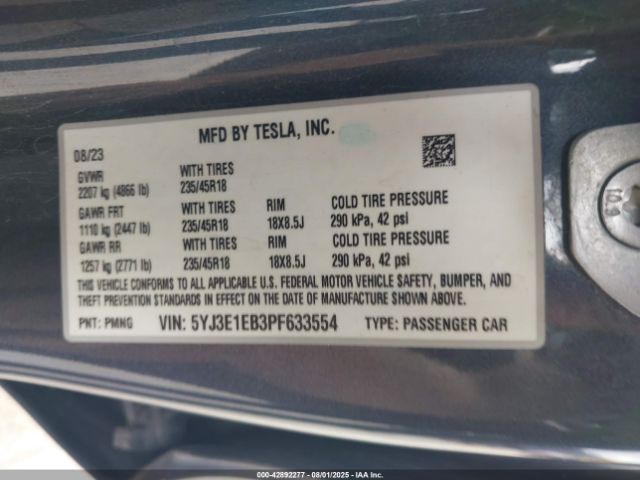 MFD BY TESLA, INC.
08/23
GVWR WITH TIRES
2207 kg (4866 lb) 235/45R18
GAWR FRT WITH TIRES RIM COLD TIRE PRESSURE
1110 kg (2447 lb) 235/45R18 18X8.5J 290 kPa, 42 psi
GAWR RR WITH TIRES RIM COLD TIRE PRESSURE
1257 kg (2771 lb) 235/45R18 18X8.5J 290 kPa, 42 psi
THIS VEHICLE CONFORMS TO ALL APPLICABLE U.S. FEDERAL MOTOR VEHICLE SAFETY, BUMPER, AND
THEFT PREVENTION STANDARDS IN EFFECT ON THE DATE OF MANUFACTURE SHOWN ABOVE.
PNT: PMNG VIN: 5YJ3E1EB3PF633554 TYPE: PASSENGER CAR
10.9
000-42892277 - 08/01/2025 - IAA Inc.